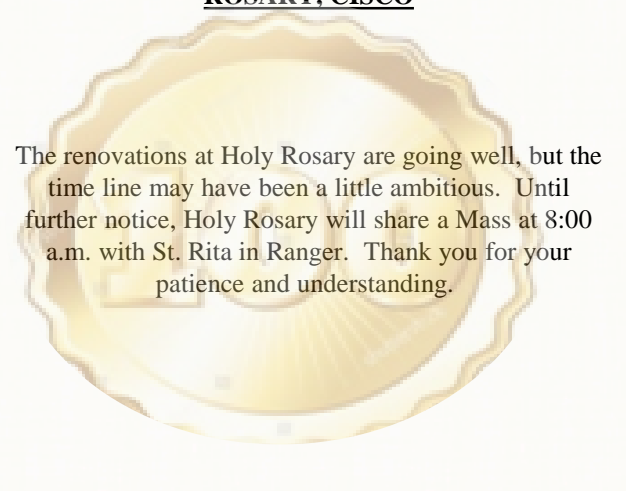 ROSARY, CISCO
The renovations at Holy Rosary are going well, but the
time line may have been a little ambitious.  Until
further notice, Holy Rosary will share a Mass at 8:00
a.m. with St. Rita in Ranger.  Thank you for your
patience and understanding.
100